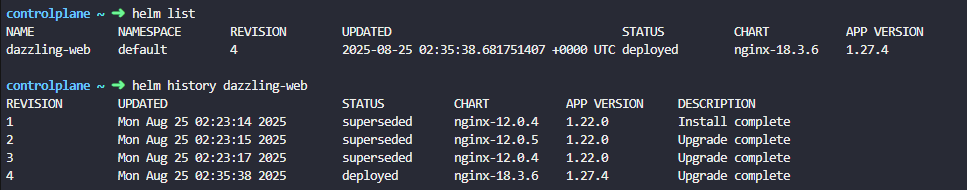 controlplane ~ ➜ helm list
NAME NAMESPACE REVISION UPDATED STATUS CHART APP VERSION
dazzling-web default 4 2025-08-25 02:35:38.681751407 +0000 UTC deployed nginx-18.3.6 1.27.4
controlplane ~ ➜ helm history dazzling-web
REVISION UPDATED STATUS CHART APP VERSION DESCRIPTION
1 Mon Aug 25 02:23:14 2025 superseded nginx-12.0.4 1.22.0 Install complete
2 Mon Aug 25 02:23:15 2025 superseded nginx-12.0.5 1.22.0 Upgrade complete
3 Mon Aug 25 02:23:17 2025 superseded nginx-12.0.4 1.22.0 Upgrade complete
4 Mon Aug 25 02:35:38 2025 deployed nginx-18.3.6 1.27.4 Upgrade complete